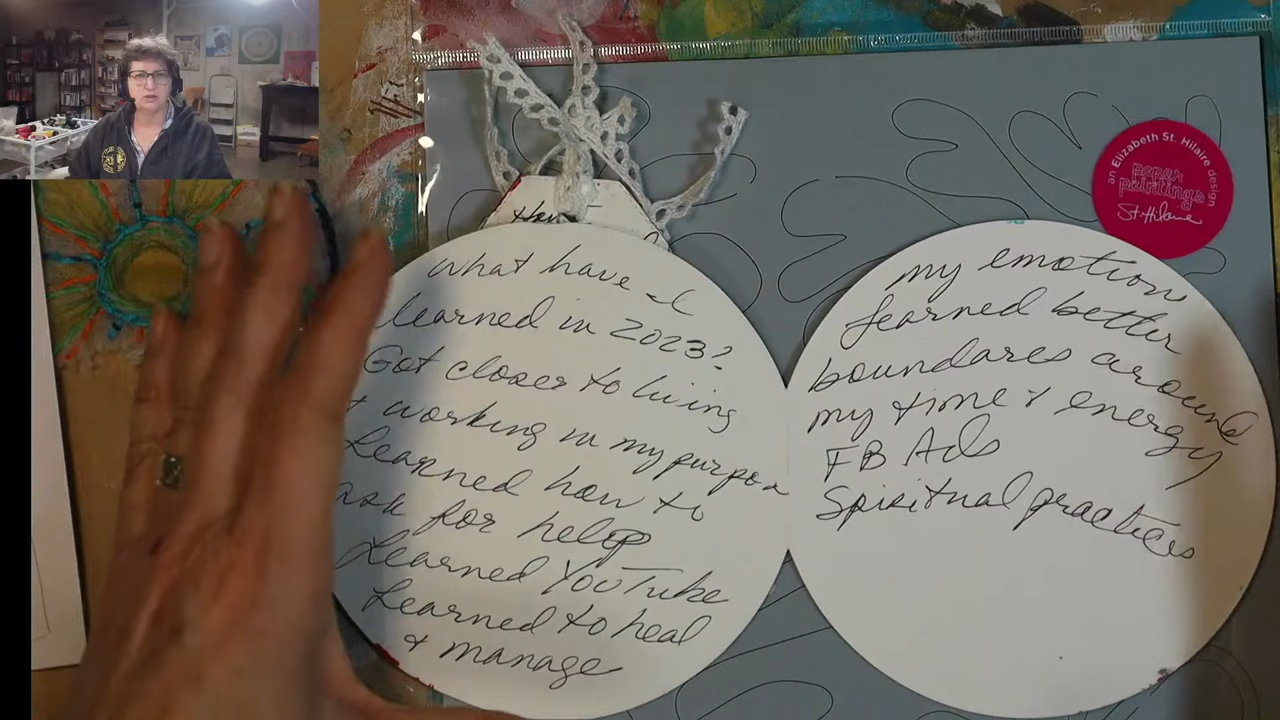 What have I
learned in 2023?
Got closer to living
+ working in my purpose
Learned how to
ask for help
Learned YouTube
Learned to heal
+ manage
my emotions
learned better
boundares around
my time & energy
FB Ads
Spiritual practices
an Elizabeth St. Hilaire design
paper
paintings
St. Hilaire